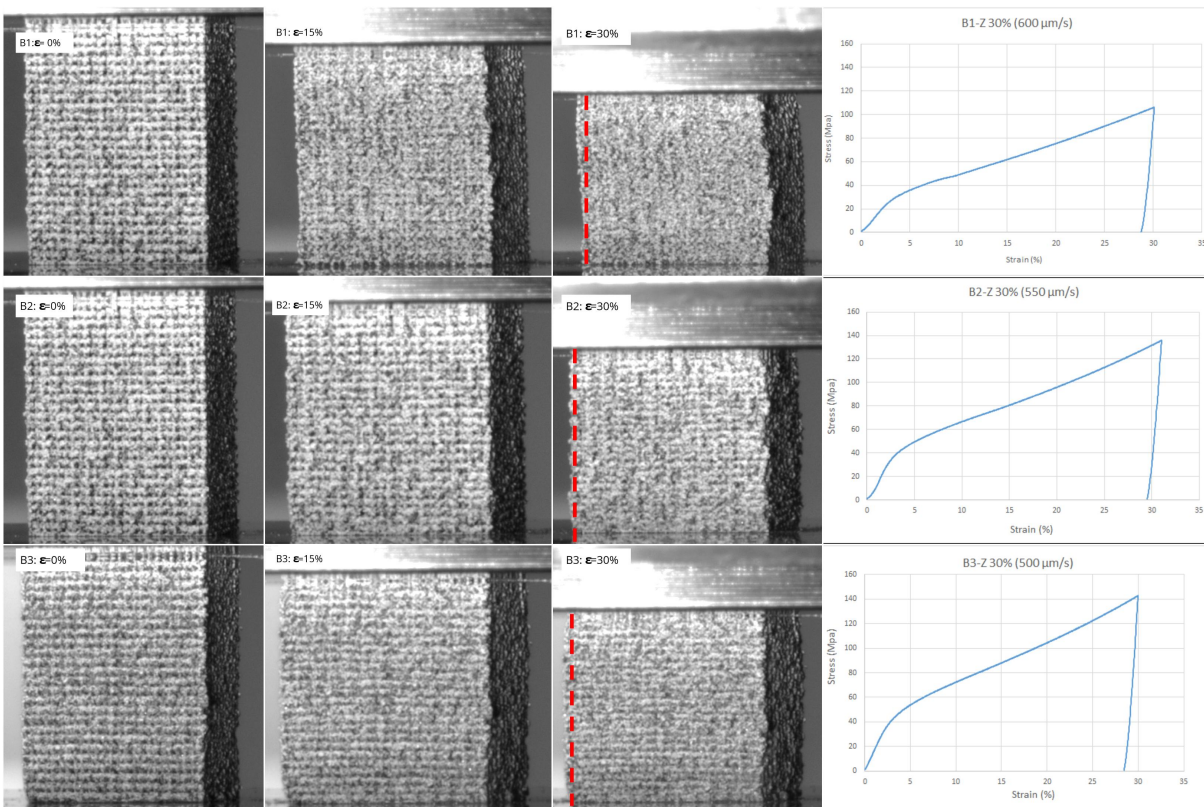 B1:ε= 0%
B1: ε=15%
B1: ε=30%
B1-Z 30% (600 µm/s)
160
140
120
100
80
60
40
20
0
Stress (Mpa)
0 5 10 15 20 25 30 35
Strain (%)
B2: ε=0%
B2: ε=15%
B2: ε=30%
B2-Z 30% (550 µm/s)
160
140
120
100
80
60
40
20
0
Stress (Mpa)
0 5 10 15 20 25 30 35
Strain (%)
B3: ε=0%
B3: ε=15%
B3: ε=30%
B3-Z 30% (500 µm/s)
160
140
120
100
80
60
40
20
0
Stress (Mpa)
0 5 10 15 20 25 30 35
Strain (%)